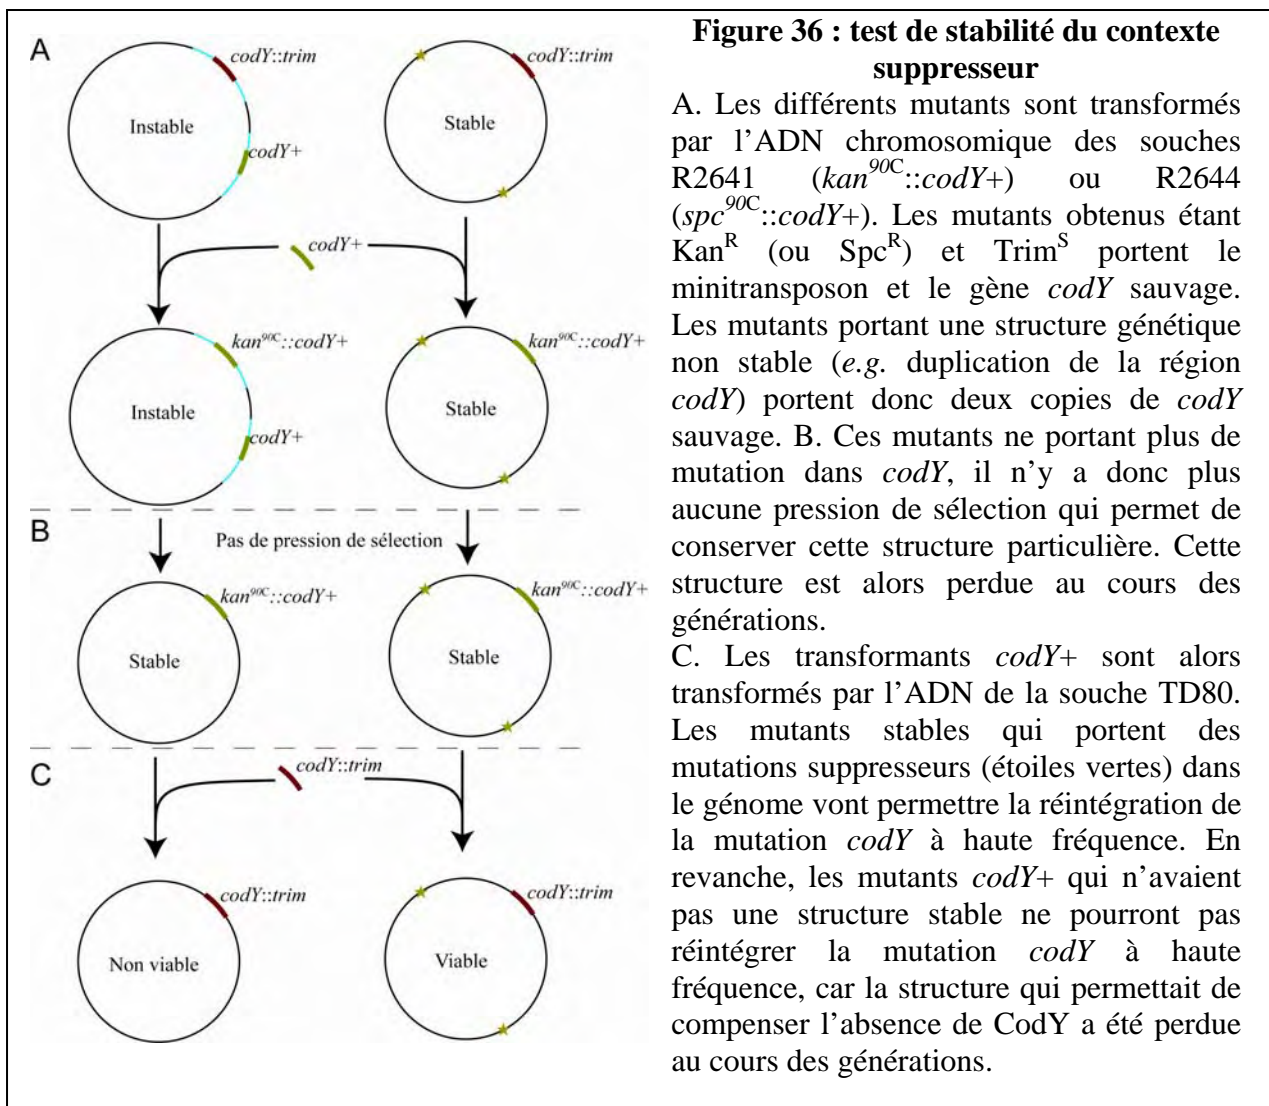 A
codY::trim
codY::trim
Instable
Stable
codY+
codY+
kan90C::codY+
kan90C::codY+
Instable
Stable
codY+
B
Pas de pression de sélection
kan90C::codY+
kan90C::codY+
Stable
Stable
C
codY::trim
codY::trim
codY::trim
Non viable
Viable
Figure 36 : test de stabilité du contexte
suppresseur
A. Les différents mutants sont transformés
par l’ADN chromosomique des souches
R2641 (kan90C::codY+) ou R2644
(spc90C::codY+). Les mutants obtenus étant
KanR (ou SpcR) et TrimS portent le
minitransposon et le gène codY sauvage.
Les mutants portant une structure génétique
non stable (e.g. duplication de la région
codY) portent donc deux copies de codY
sauvage. B. Ces mutants ne portant plus de
mutation dans codY, il n’y a donc plus
aucune pression de sélection qui permet de
conserver cette structure particulière. Cette
structure est alors perdue au cours des
générations.
C. Les transformants codY+ sont alors
transformés par l’ADN de la souche TD80.
Les mutants stables qui portent des
mutations suppresseurs (étoiles vertes) dans
le génome vont permettre la réintégration de
la mutation codY à haute fréquence. En
revanche, les mutants codY+ qui n’avaient
pas une structure stable ne pourront pas
réintégrer la mutation codY à haute
fréquence, car la structure qui permettait de
compenser l’absence de CodY a été perdue
au cours des générations.